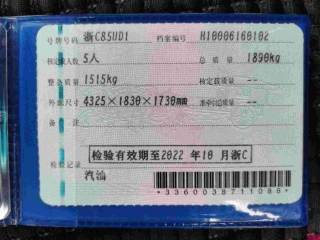 号牌号码 浙C85UD1 档案编号 H10006160102
核定载人数 5人 总质量 1890kg
整备质量 1515kg 核定载质量 --
外廓尺寸 4325×1830×1730mm 准牵引总质量 --
备注
检验有效期至2022年10月浙C
检验记录
汽油
*3360038711086*